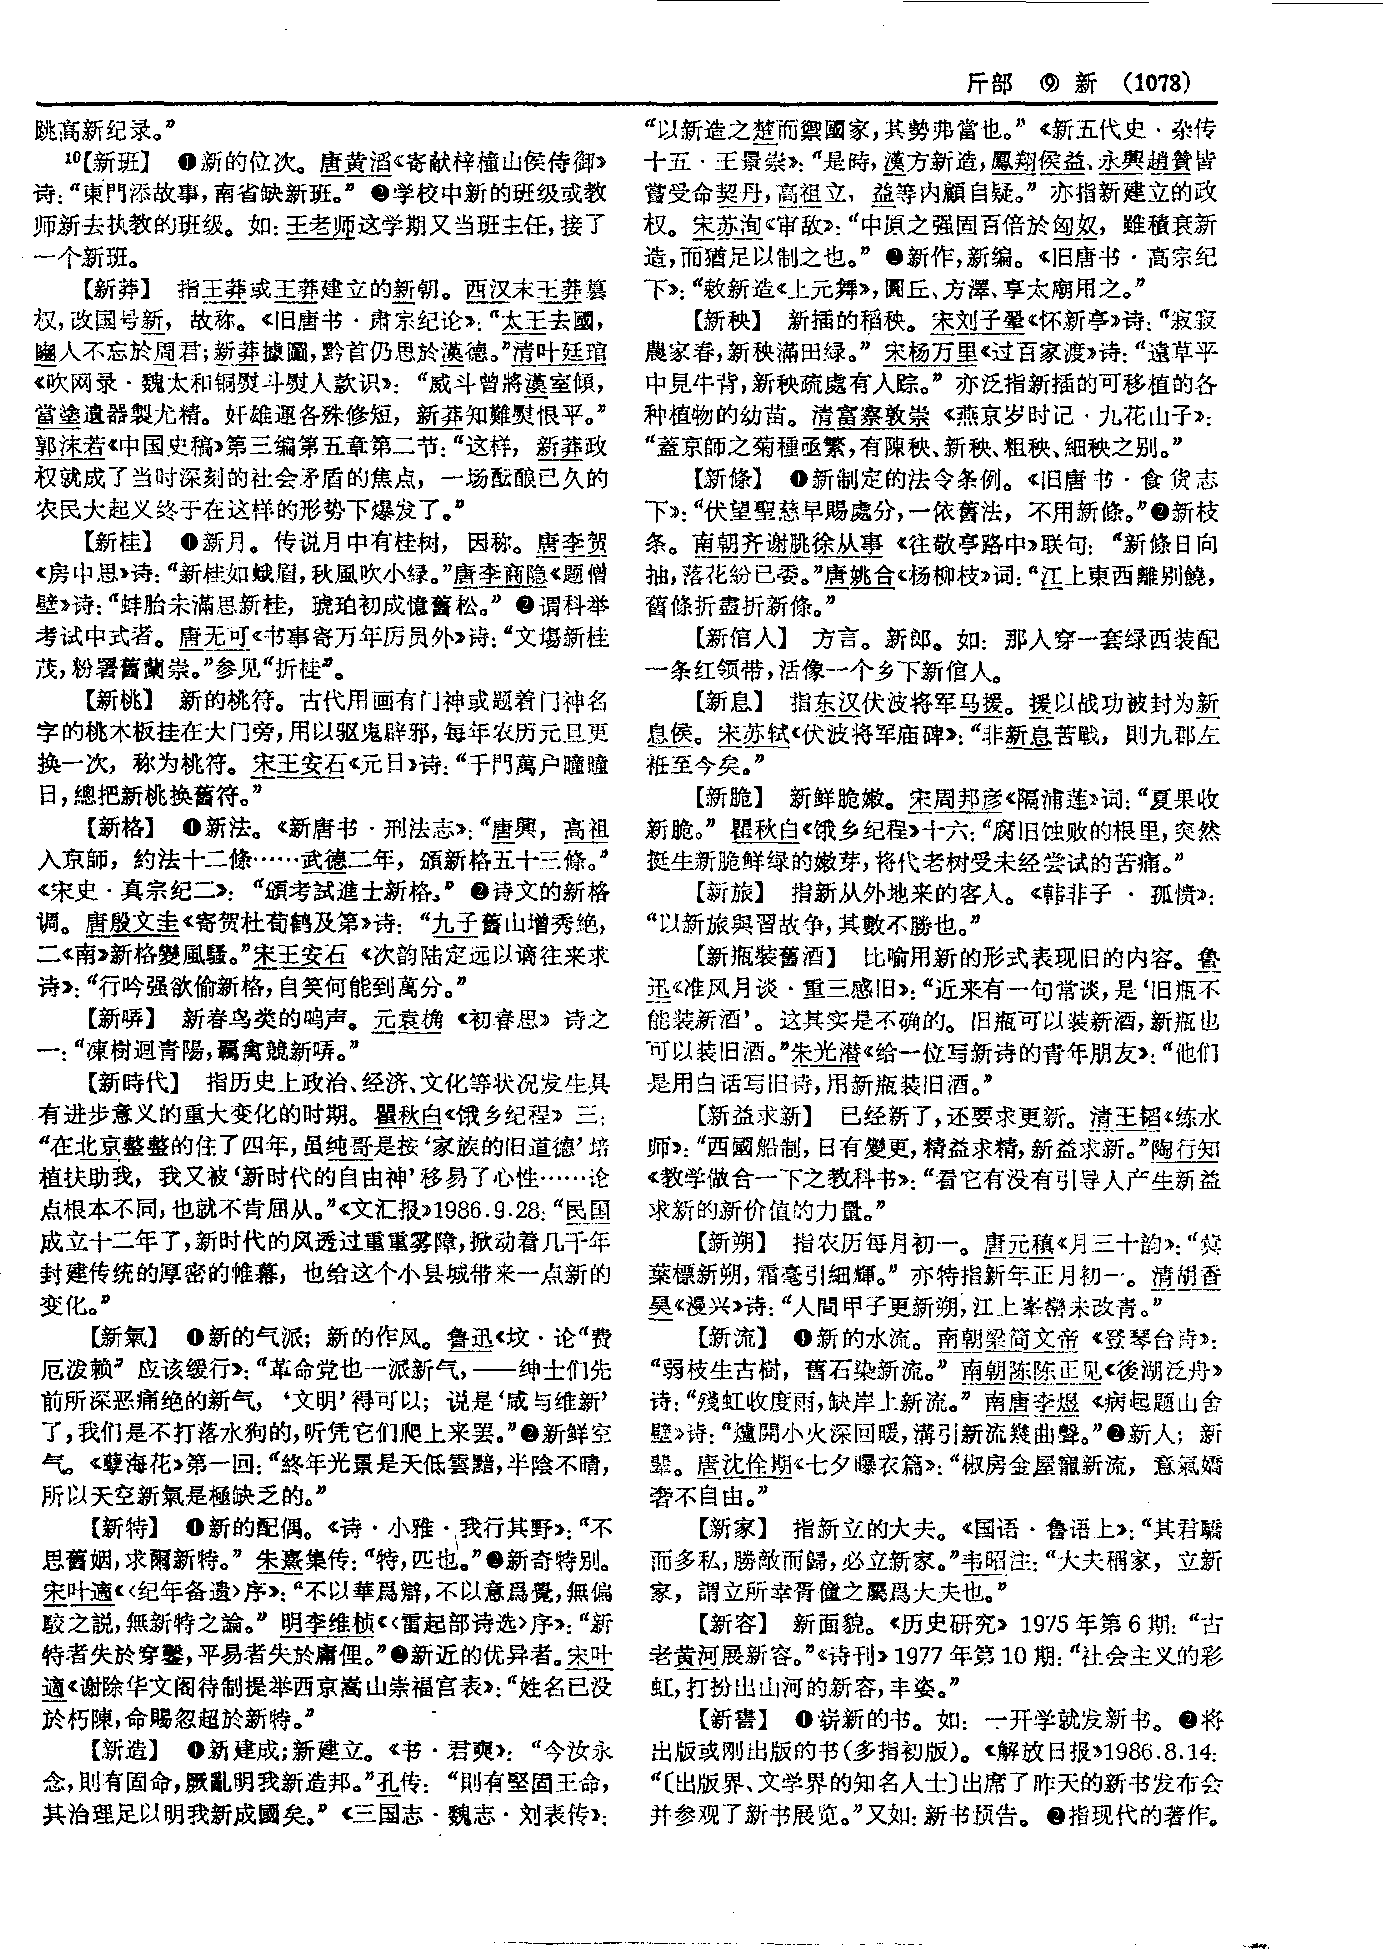 斤部 ⑨ 新 (1078)
跳高新纪录。”
¹⁰【新班】 ❶新的位次。唐黄滔《寄献梓橦山侯侍御》
诗：“東門添故事，南省缺新班。” ❷学校中新的班级或教
师新去执教的班级。如：王老师这学期又当班主任，接了
一个新班。
【新莽】 指王莽或王莽建立的新朝。西汉末王莽篡
权，改国号新，故称。《旧唐书·肃宗纪论》：“太王去國，
豳人不忘於周君；新莽據圖，黔首仍思於漢德。”清叶廷琯
《吹网录·魏太和铜熨斗熨人款识》：“威斗曾將漢室傾，
當塗遺器製尤精。奸雄運各殊修短，新莽知難熨恨平。”
郭沫若《中国史稿》第三编第五章第二节：“这样，新莽政
权就成了当时深刻的社会矛盾的焦点，一场酝酿已久的
农民大起义终于在这样的形势下爆发了。”
【新桂】 ❶新月。传说月中有桂树，因称。唐李贺
《房中思》诗：“新桂如蛾眉，秋風吹小绿。”唐李商隐《题僧
壁》诗：“蚌胎未滿思新桂，琥珀初成憶舊松。” ❷谓科举
考试中式者。唐无可《书事寄万年厉员外》诗：“文場新桂
茂，粉署舊蘭崇。”参见“折桂”。
【新桃】 新的桃符。古代用画有门神或题着门神名
字的桃木板挂在大门旁，用以驱鬼辟邪，每年农历元旦更
换一次，称为桃符。宋王安石《元日》诗：“千門萬户曈曈
日，總把新桃换舊符。”
【新格】 ❶新法。《新唐书·刑法志》：“唐興，高祖
入京師，約法十二條……武德二年，頒新格五十三條。”
《宋史·真宗纪二》：“頒考試進士新格。” ❷诗文的新格
调。唐殷文圭《寄贺杜荀鹤及第》诗：“九子舊山增秀绝，
二《南》新格變風騷。”宋王安石《次韵陆定远以谪往来求
诗》：“行吟强欲偷新格，自笑何能到萬分。”
【新哢】 新春鸟类的鸣声。元袁桷《初春思》诗之
一：“凍樹迴青陽，羈禽競新哢。”
【新時代】 指历史上政治、经济、文化等状况发生具
有进步意义的重大变化的时期。瞿秋白《饿乡纪程》三：
“在北京整整的住了四年，虽纯哥是按‘家族的旧道德’培
植扶助我，我又被‘新时代的自由神’移易了心性……论
点根本不同，也就不肯屈从。”《文汇报》1986.9.28：“民国
成立十二年了，新时代的风透过重重雾障，掀动着几千年
封建传统的厚密的帷幕，也给这个小县城带来一点新的
变化。”
【新氣】 ❶新的气派；新的作风。鲁迅《坟·论“费
厄泼赖”应该缓行》：“革命党也一派新气，——绅士们先
前所深恶痛绝的新气，‘文明’得可以；说是‘咸与维新’
了，我们是不打落水狗的，听凭它们爬上来罢。”❷新鲜空
气。《孽海花》第一回：“終年光景是天低雲黯，半陰不晴，
所以天空新氣是極缺乏的。”
【新特】 ❶新的配偶。《诗·小雅·我行其野》：“不
思舊姻，求爾新特。” 朱熹集传：“特，匹也。”❷新奇特别。
宋叶適《〈纪年备遗〉序》：“不以華爲辯，不以意爲覺，無偏
駮之説，無新特之論。” 明李维桢《〈雷起部诗选〉序》：“新
特者失於穿鑿，平易者失於庸俚。”❸新近的优异者。宋叶
適《谢除华文阁待制提举西京嵩山崇福宫表》：“姓名已没
於朽陳，命賜忽超於新特。”
【新造】 ❶新建成；新建立。《书·君奭》：“今汝永
念，則有固命，厥亂明我新造邦。”孔传：“則有堅固王命，
其治理足以明我新成國矣。”《三国志·魏志·刘表传》：
“以新造之楚而禦國家，其勢弗當也。”《新五代史·杂传
十五·王景崇》：“是時，漢方新造，鳳翔侯益、永興趙贊皆
嘗受命契丹，高祖立，益等内顧自疑。” 亦指新建立的政
权。宋苏洵《审敌》：“中原之强固百倍於匈奴，雖積衰新
造，而猶足以制之也。” ❷新作，新编。《旧唐书·高宗纪
下》：“敕新造《上元舞》，圓丘、方澤、享太廟用之。”
【新秧】 新插的稻秧。宋刘子翚《怀新亭》诗：“寂寂
農家春，新秧滿田绿。” 宋杨万里《过百家渡》诗：“遠草平
中見牛背，新秧疏處有人踪。” 亦泛指新插的可移植的各
种植物的幼苗。清富察敦崇《燕京岁时记·九花山子》：
“蓋京師之菊種亟繁，有陳秧、新秧、粗秧、細秧之别。”
【新條】 ❶新制定的法令条例。《旧唐书·食货志
下》：“伏望聖慈早賜處分，一依舊法，不用新條。”❷新枝
条。南朝齐谢朓徐从事《往敬亭路中》联句：“新條日向
抽，落花紛已委。”唐姚合《杨柳枝》词：“江上東西離别饒，
舊條折盡折新條。”
【新倌人】 方言。新郎。如：那人穿一套绿西装配
一条红领带，活像一个乡下新倌人。
【新息】 指东汉伏波将军马援。援以战功被封为新
息侯。宋苏轼《伏波将军庙碑》：“非新息苦戰，則九郡左
袵至今矣。”
【新脆】 新鲜脆嫩。宋周邦彦《隔浦莲》词：“夏果收
新脆。” 瞿秋白《饿乡纪程》十六：“腐旧蚀败的根里，突然
挺生新脆鲜绿的嫩芽，将代老树受未经尝试的苦痛。”
【新旅】 指新从外地来的客人。《韩非子·孤愤》：
“以新旅與習故争，其數不勝也。”
【新瓶装舊酒】 比喻用新的形式表现旧的内容。鲁
迅《准风月谈·重三感旧》：“近来有一句常谈，是‘旧瓶不
能装新酒’。这其实是不确的。旧瓶可以装新酒，新瓶也
可以装旧酒。”朱光潜《给一位写新诗的青年朋友》：“他们
是用白话写旧诗，用新瓶装旧酒。”
【新益求新】 已经新了，还要求更新。清王韬《练水
师》：“西國船制，日有變更，精益求精，新益求新。”陶行知
《教学做合一下之教科书》：“看它有没有引导人产生新益
求新的新价值的力量。”
【新朔】 指农历每月初一。唐元稹《月三十韵》：“蓂
葉標新朔，霜毫引细輝。” 亦特指新年正月初一。清胡香
昊《漫兴》诗：“人間甲子更新朔，江上峯巒未改青。”
【新流】 ❶新的水流。南朝梁简文帝《登琴台诗》：
“弱枝生古樹，舊石染新流。” 南朝陈陈正见《後湖泛舟》
诗：“殘虹收度雨，缺岸上新流。” 南唐李煜《病起题山舍
壁》诗：“爐開小火深回暖，溝引新流幾曲聲。”❷新人；新
辈。唐沈佺期《七夕曝衣篇》：“椒房金屋寵新流，意氣嬌
奢不自由。”
【新家】 指新立的大夫。《国语·鲁语上》：“其君驕
而多私，勝敵而歸，必立新家。”韦昭注：“大夫稱家，立新
家，謂立所幸胥僮之屬爲大夫也。”
【新容】 新面貌。《历史研究》1975年第6期：“古
老黄河展新容。”《诗刊》1977年第10期：“社会主义的彩
虹，打扮出山河的新容，丰姿。”
【新書】 ❶崭新的书。如：一开学就发新书。 ❷将
出版或刚出版的书（多指初版）。《解放日报》1986.8.14：
“〔出版界、文学界的知名人士〕出席了昨天的新书发布会
并参观了新书展览。”又如：新书预告。 ❷指现代的著作。